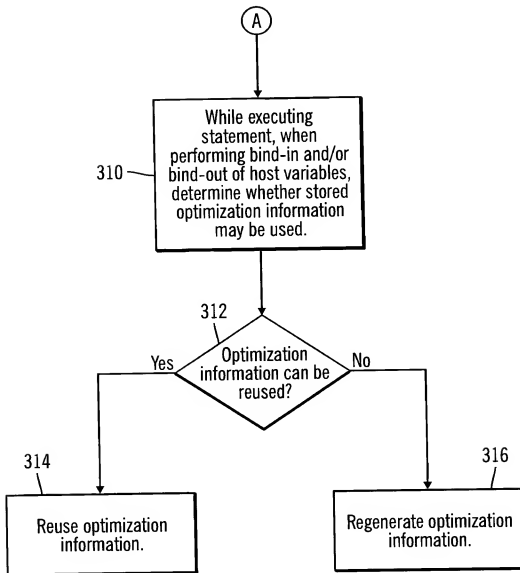 A
While executing
statement, when
performing bind-in and/or
bind-out of host variables,
determine whether stored
optimization information
may be used.
310
312
Optimization
information can be
reused?
Yes
No
314
Reuse optimization
information.
316
Regenerate optimization
information.